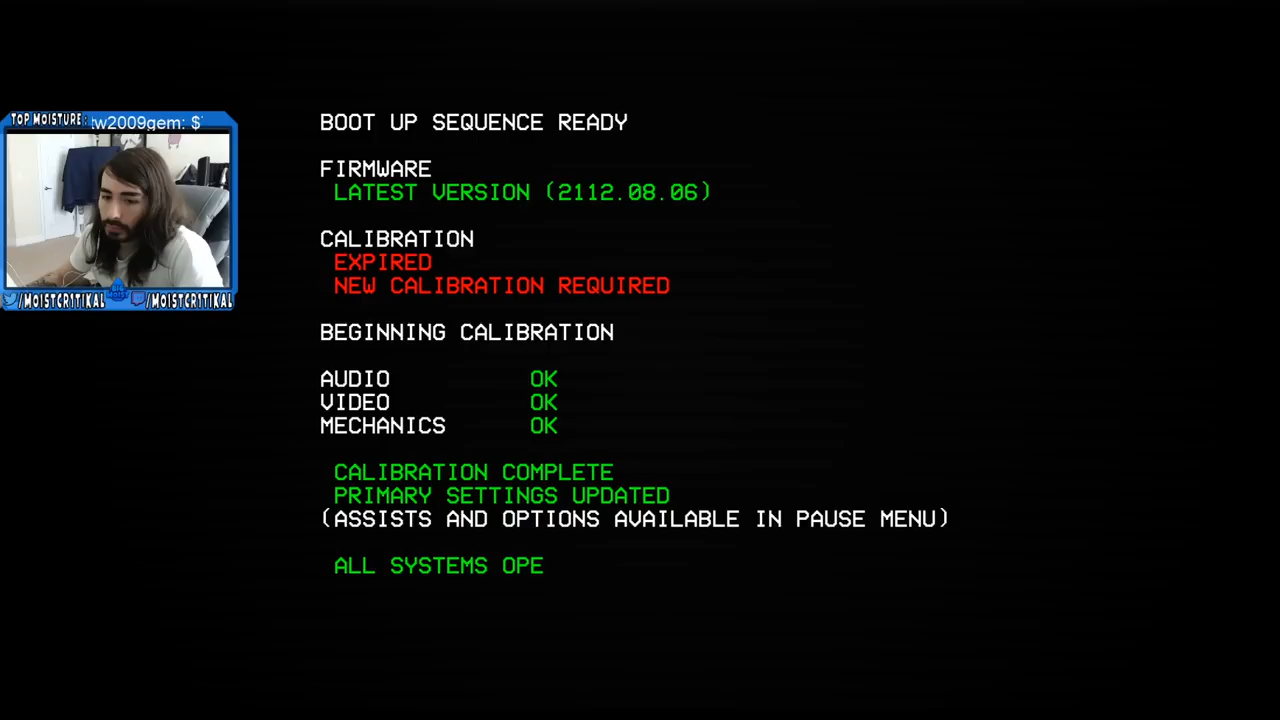 TOP MOISTURE: tw2009gem: $
/MOISTCR1TIKAL BIG MOIST /MOISTCR1TIKAL
BOOT UP SEQUENCE READY
FIRMWARE
LATEST VERSION (2112.08.06)
CALIBRATION
EXPIRED
NEW CALIBRATION REQUIRED
BEGINNING CALIBRATION
AUDIO OK
VIDEO OK
MECHANICS OK
CALIBRATION COMPLETE
PRIMARY SETTINGS UPDATED
(ASSISTS AND OPTIONS AVAILABLE IN PAUSE MENU)
ALL SYSTEMS OPE